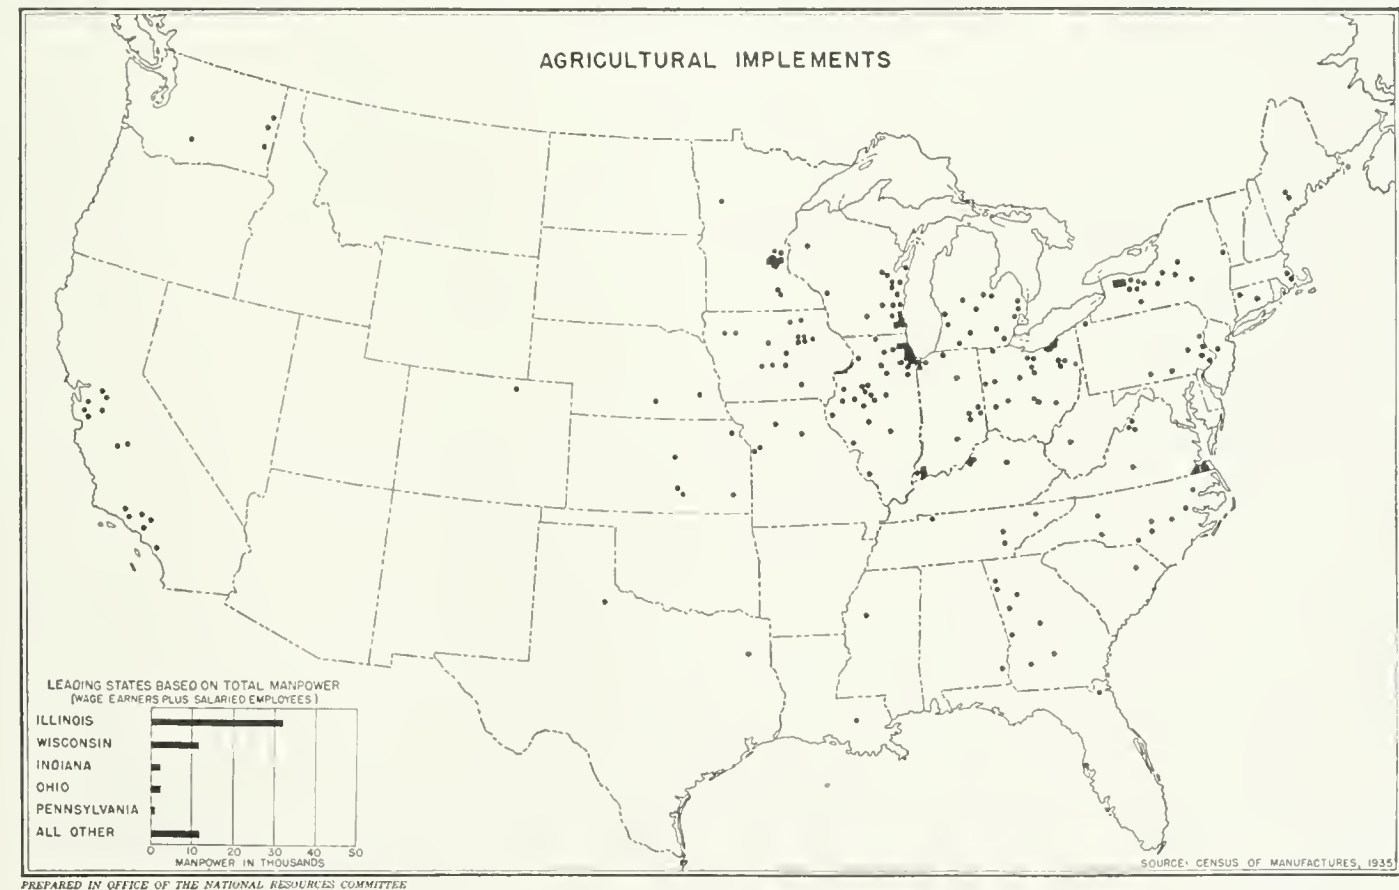 AGRICULTURAL IMPLEMENTS
LEADING STATES BASED ON TOTAL MANPOWER
(WAGE EARNERS PLUS SALARIED EMPLOYEES)
ILLINOIS
WISCONSIN
INDIANA
OHIO
PENNSYLVANIA
ALL OTHER
0 10 20 30 40 50
MANPOWER IN THOUSANDS
SOURCE: CENSUS OF MANUFACTURES, 1935
PREPARED IN OFFICE OF THE NATIONAL RESOURCES COMMITTEE